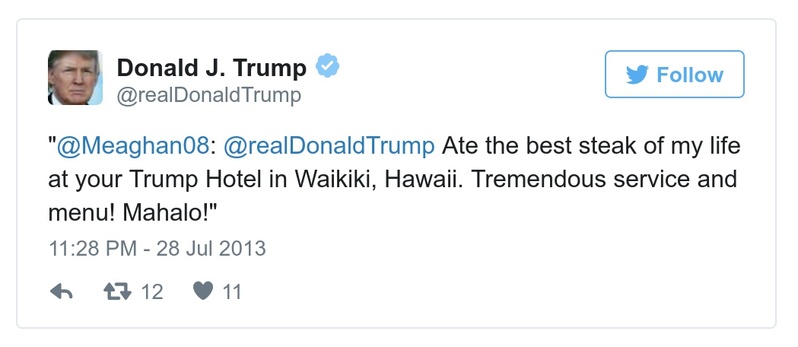 Donald J. Trump
@realDonaldTrump
Follow
"@Meaghan08: @realDonaldTrump Ate the best steak of my life
at your Trump Hotel in Waikiki, Hawaii. Tremendous service and
menu! Mahalo!"
11:28 PM - 28 Jul 2013
12 11